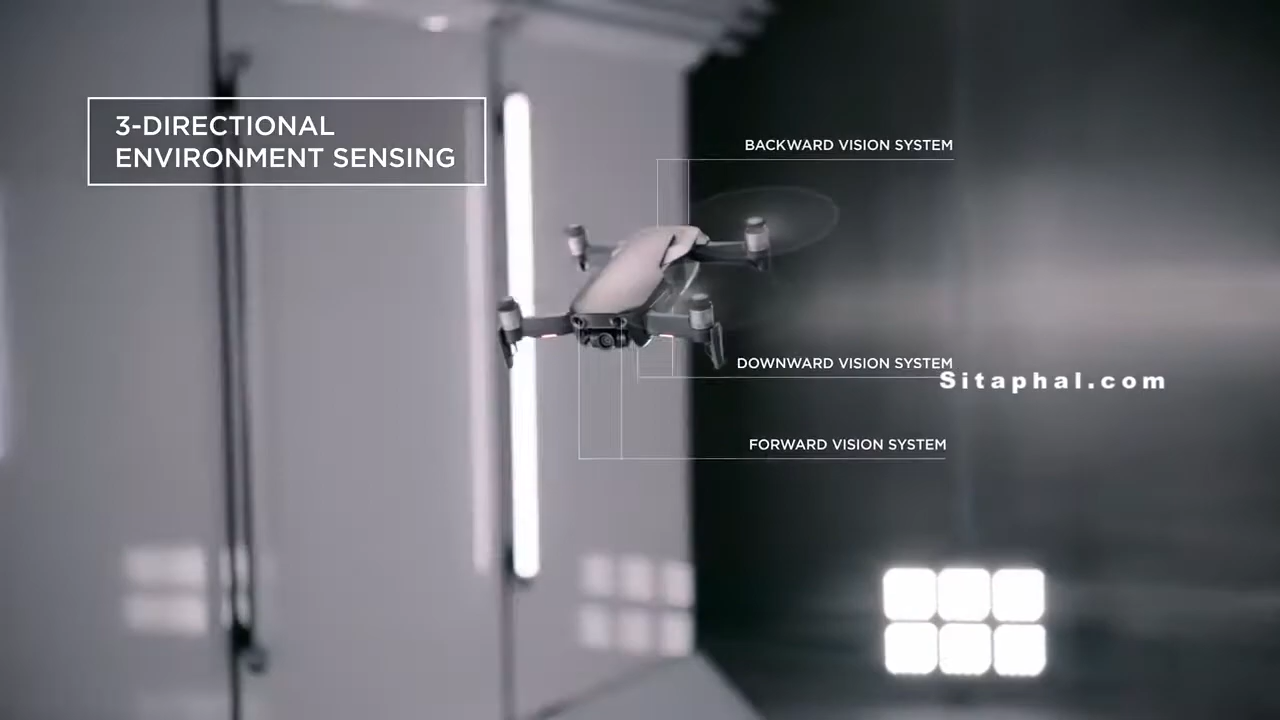 3-DIRECTIONAL
ENVIRONMENT SENSING
BACKWARD VISION SYSTEM
DOWNWARD VISION SYSTEM
Sitaphal.com
FORWARD VISION SYSTEM